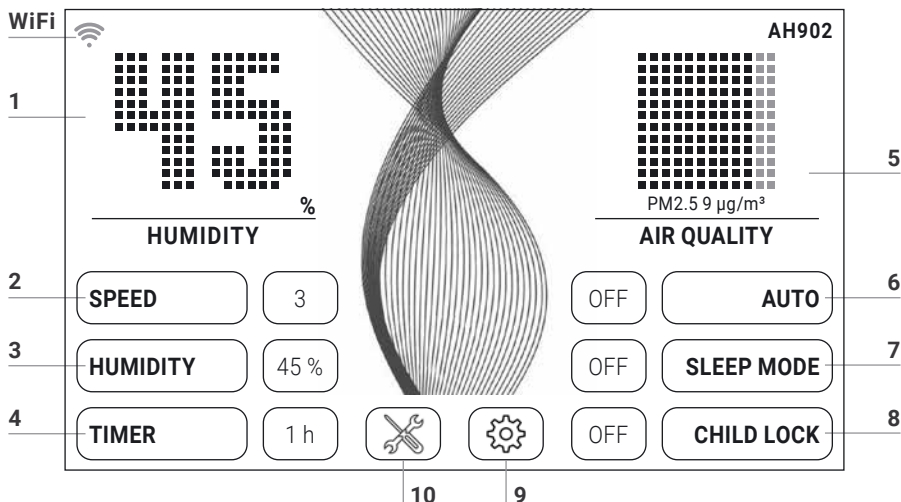 WiFi
AH902
1
45
%
HUMIDITY
5
PM2.5 9 µg/m³
AIR QUALITY
2
SPEED
3
OFF
AUTO
6
3
HUMIDITY
45 %
OFF
SLEEP MODE
7
4
TIMER
1 h
OFF
CHILD LOCK
8
10
9